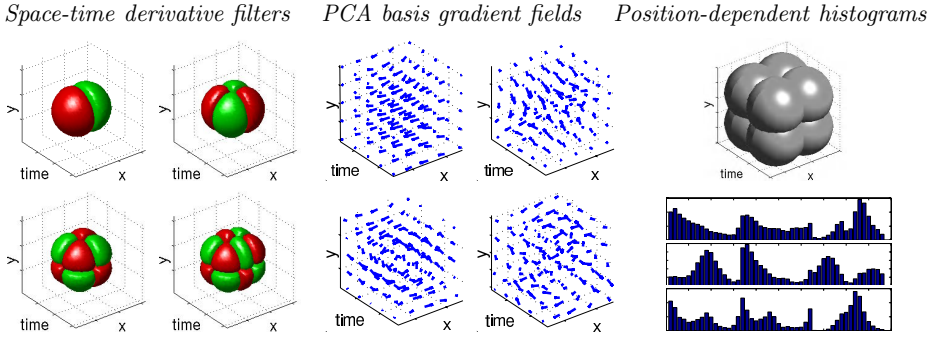 Space-time derivative filters
PCA basis gradient fields
Position-dependent histograms
y
time
x
y
time
x
y
time
x
y
time
x
y
time
x
y
time
x
y
time
x
y
time
x
y
time
x